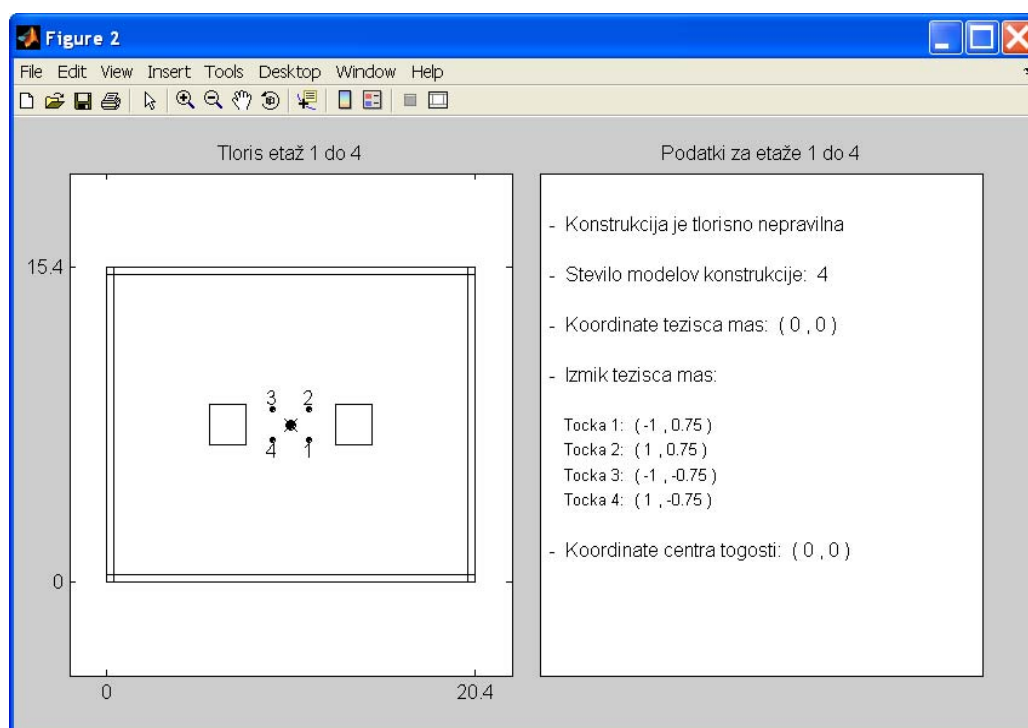 Figure 2
File Edit View Insert Tools Desktop Window Help
Tloris etaž 1 do 4
15.4
0
3 2
4 1
0 20.4
Podatki za etaže 1 do 4
- Konstrukcija je tlorisno nepravilna
- Stevilo modelov konstrukcije: 4
- Koordinate tezisca mas: ( 0 , 0 )
- Izmik tezisca mas:
Tocka 1: ( -1 , 0.75 )
Tocka 2: ( 1 , 0.75 )
Tocka 3: ( -1 , -0.75 )
Tocka 4: ( 1 , -0.75 )
- Koordinate centra togosti: ( 0 , 0 )